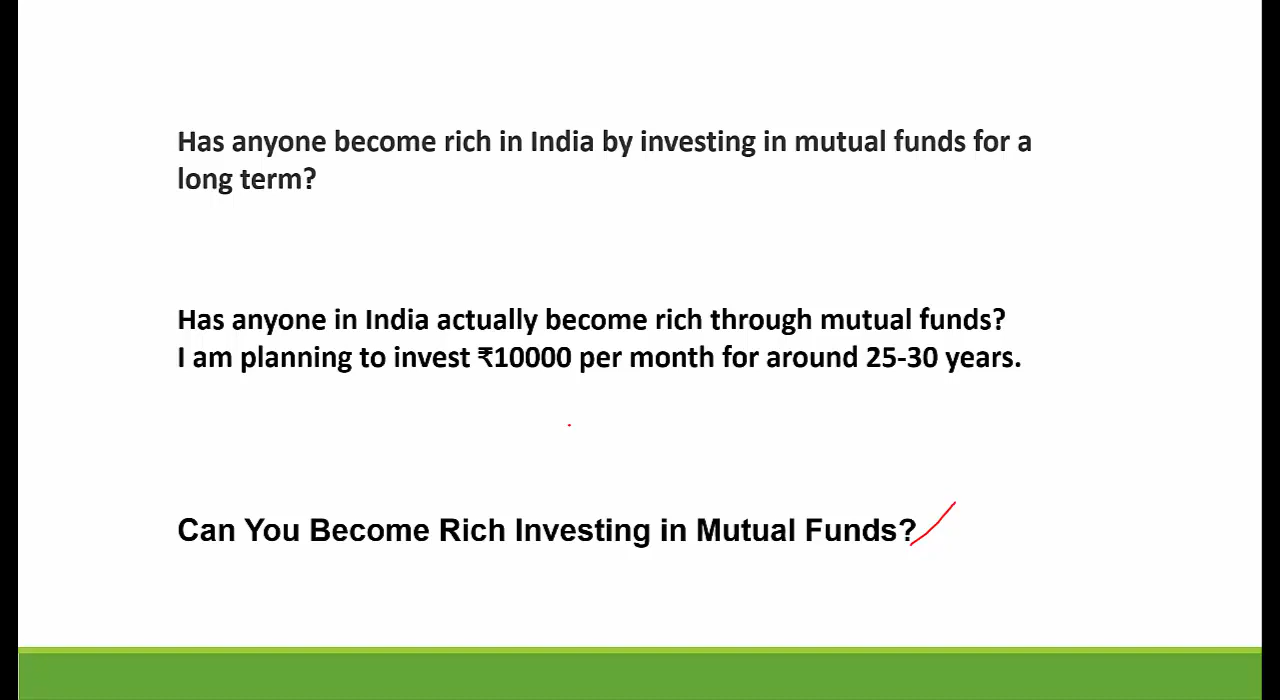 Has anyone become rich in India by investing in mutual funds for a
long term?
Has anyone in India actually become rich through mutual funds?
I am planning to invest ₹10000 per month for around 25-30 years.
Can You Become Rich Investing in Mutual Funds?